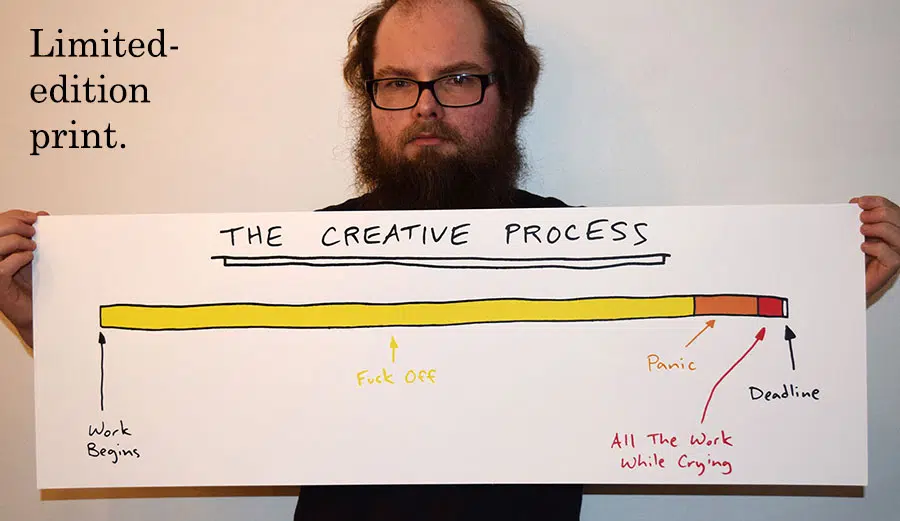 Limited-
edition
print.
THE CREATIVE PROCESS
Fuck Off
Panic
Deadline
Work
Begins
All The Work
While Crying